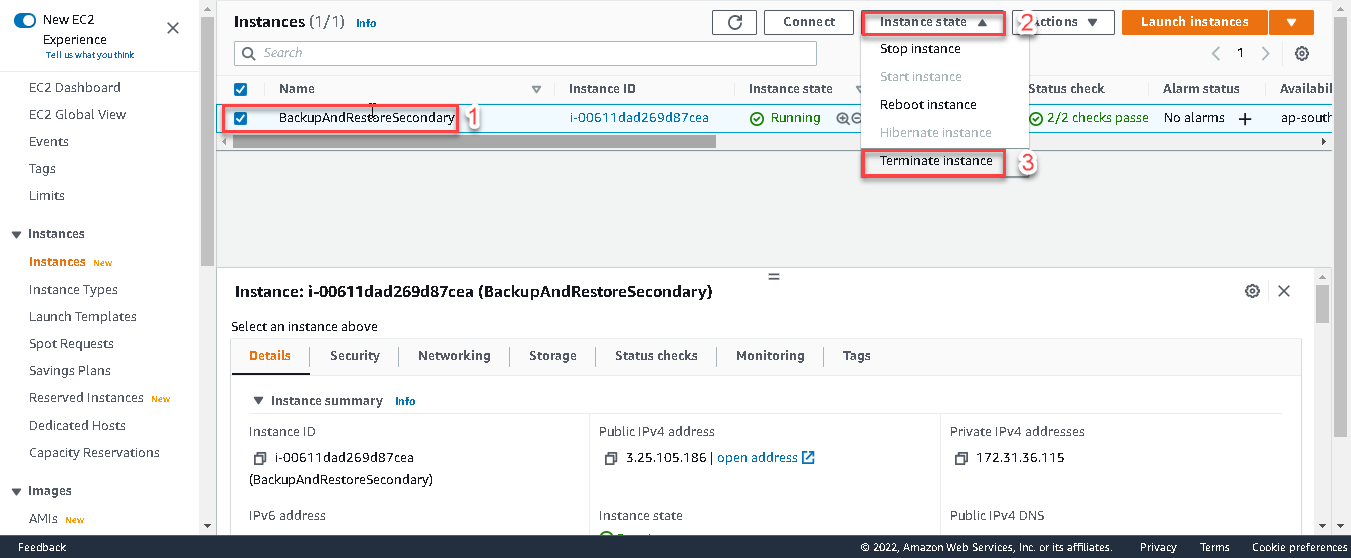 New EC2
Experience
Tell us what you think
EC2 Dashboard
EC2 Global View
Events
Tags
Limits
Instances
Instances New
Instance Types
Launch Templates
Spot Requests
Savings Plans
Reserved Instances New
Dedicated Hosts
Capacity Reservations
Images
AMIs New
Instances (1/1) Info
Connect
Instance state
2
Actions
Launch instances
Search
1
Stop instance
Start instance
Reboot instance
Hibernate instance
Terminate instance
3
Name Instance ID Instance state Status check Alarm status Availabi
BackupAndRestoreSecondary 1 i-00611dad269d87cea Running 2/2 checks passe No alarms + ap-south
Instance: i-00611dad269d87cea (BackupAndRestoreSecondary)
Select an instance above
Details Security Networking Storage Status checks Monitoring Tags
Instance summary Info
Instance ID Public IPv4 address Private IPv4 addresses
i-00611dad269d87cea 3.25.105.186 | open address 172.31.36.115
(BackupAndRestoreSecondary)
IPv6 address Instance state Public IPv4 DNS
Feedback © 2022, Amazon Web Services, Inc. or its affiliates. Privacy Terms Cookie preferences